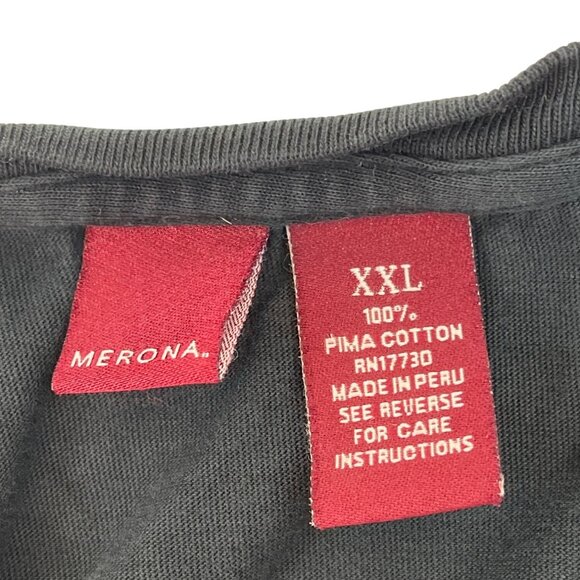 MERONA
XXL
100%
PIMA COTTON
RN17730
MADE IN PERU
SEE REVERSE
FOR CARE
INSTRUCTIONS